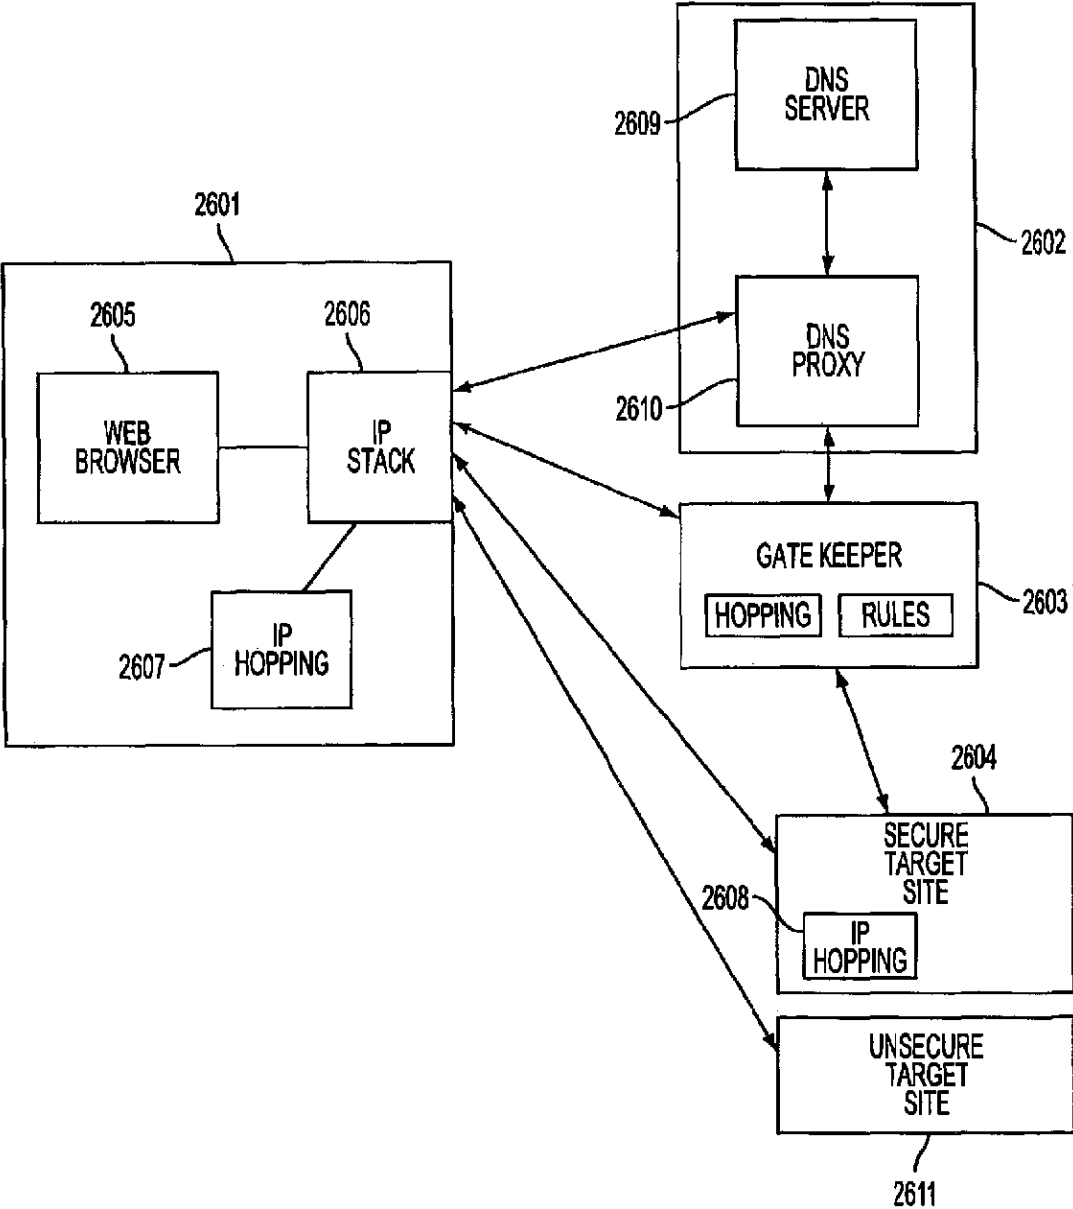 DNS
SERVER
2609
2602
2601
2605
2606
WEB
BROWSER
IP
STACK
DNS
PROXY
2610
GATE KEEPER
HOPPING
RULES
2603
IP
HOPPING
2607
2604
SECURE
TARGET
SITE
2608
IP
HOPPING
UNSECURE
TARGET
SITE
2611